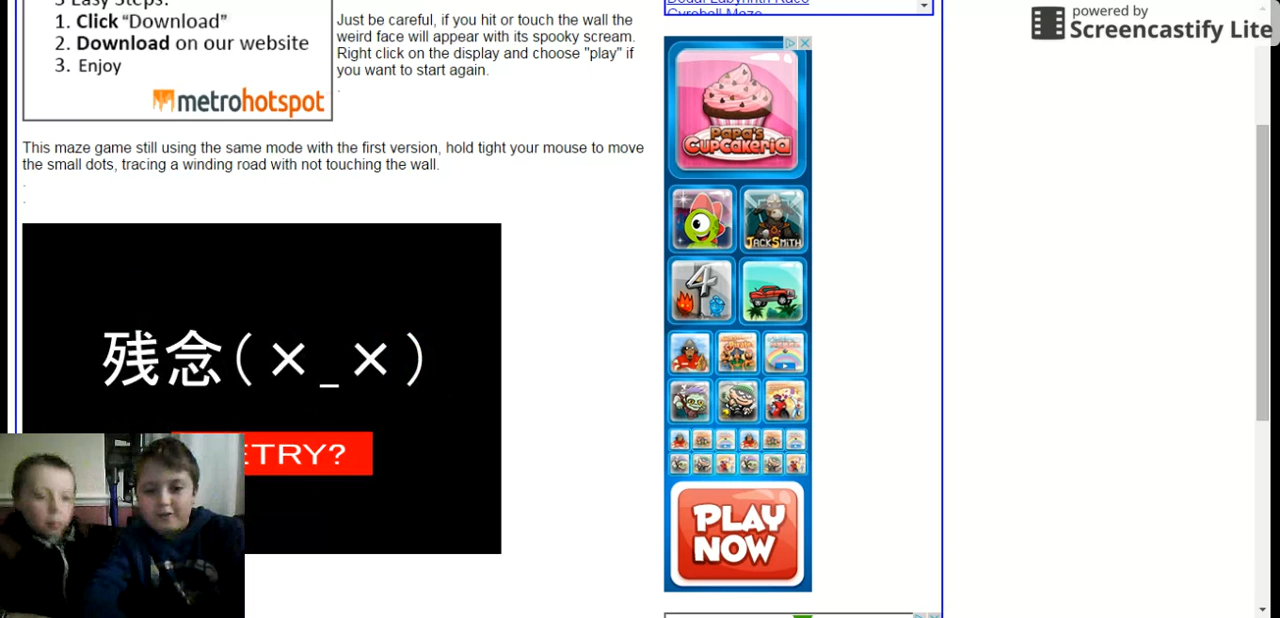 3 Easy Steps:
1. Click "Download"
2. Download on our website
3. Enjoy
metrohotspot
Just be careful, if you hit or touch the wall the
weird face will appear with its spooky scream.
Right click on the display and choose "play" if
you want to start again.
.
This maze game still using the same mode with the first version, hold tight your mouse to move
the small dots, tracing a winding road with not touching the wall.
.
.
残念(×_×)
ETRY?
Gyroball Maze
PAPA'S
CUPCAKERIA
JACKSMITH
4
PLAY
NOW
powered by
Screencastify Lite